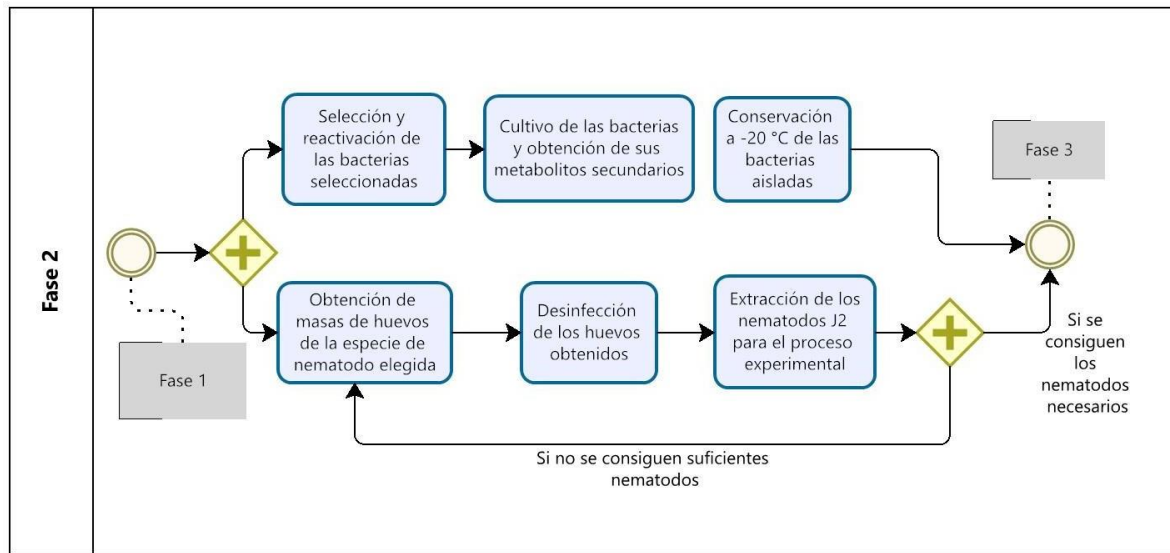 Fase 2
Selección y
reactivación de
las bacterias
seleccionadas
Cultivo de las bacterias
y obtención de sus
metabolitos secundarios
Conservación
a -20 °C de las
bacterias
aisladas
Fase 3
Fase 1
Obtención de
masas de huevos
de la especie de
nematodo elegida
Desinfección
de los huevos
obtenidos
Extracción de los
nematodos J2
para el proceso
experimental
Si se
consiguen
los
nematodos
necesarios
Si no se consiguen suficientes
nematodos